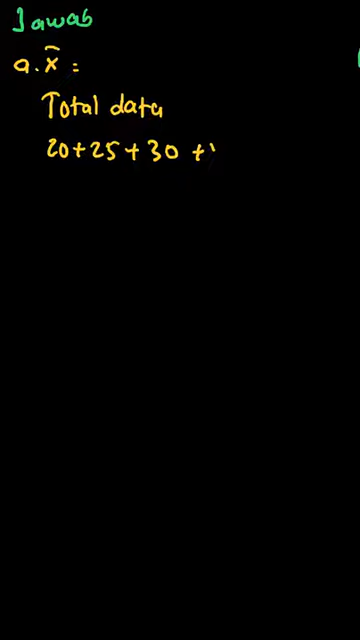 Jawab
a. x̄ =
Total data
20+25+30 +